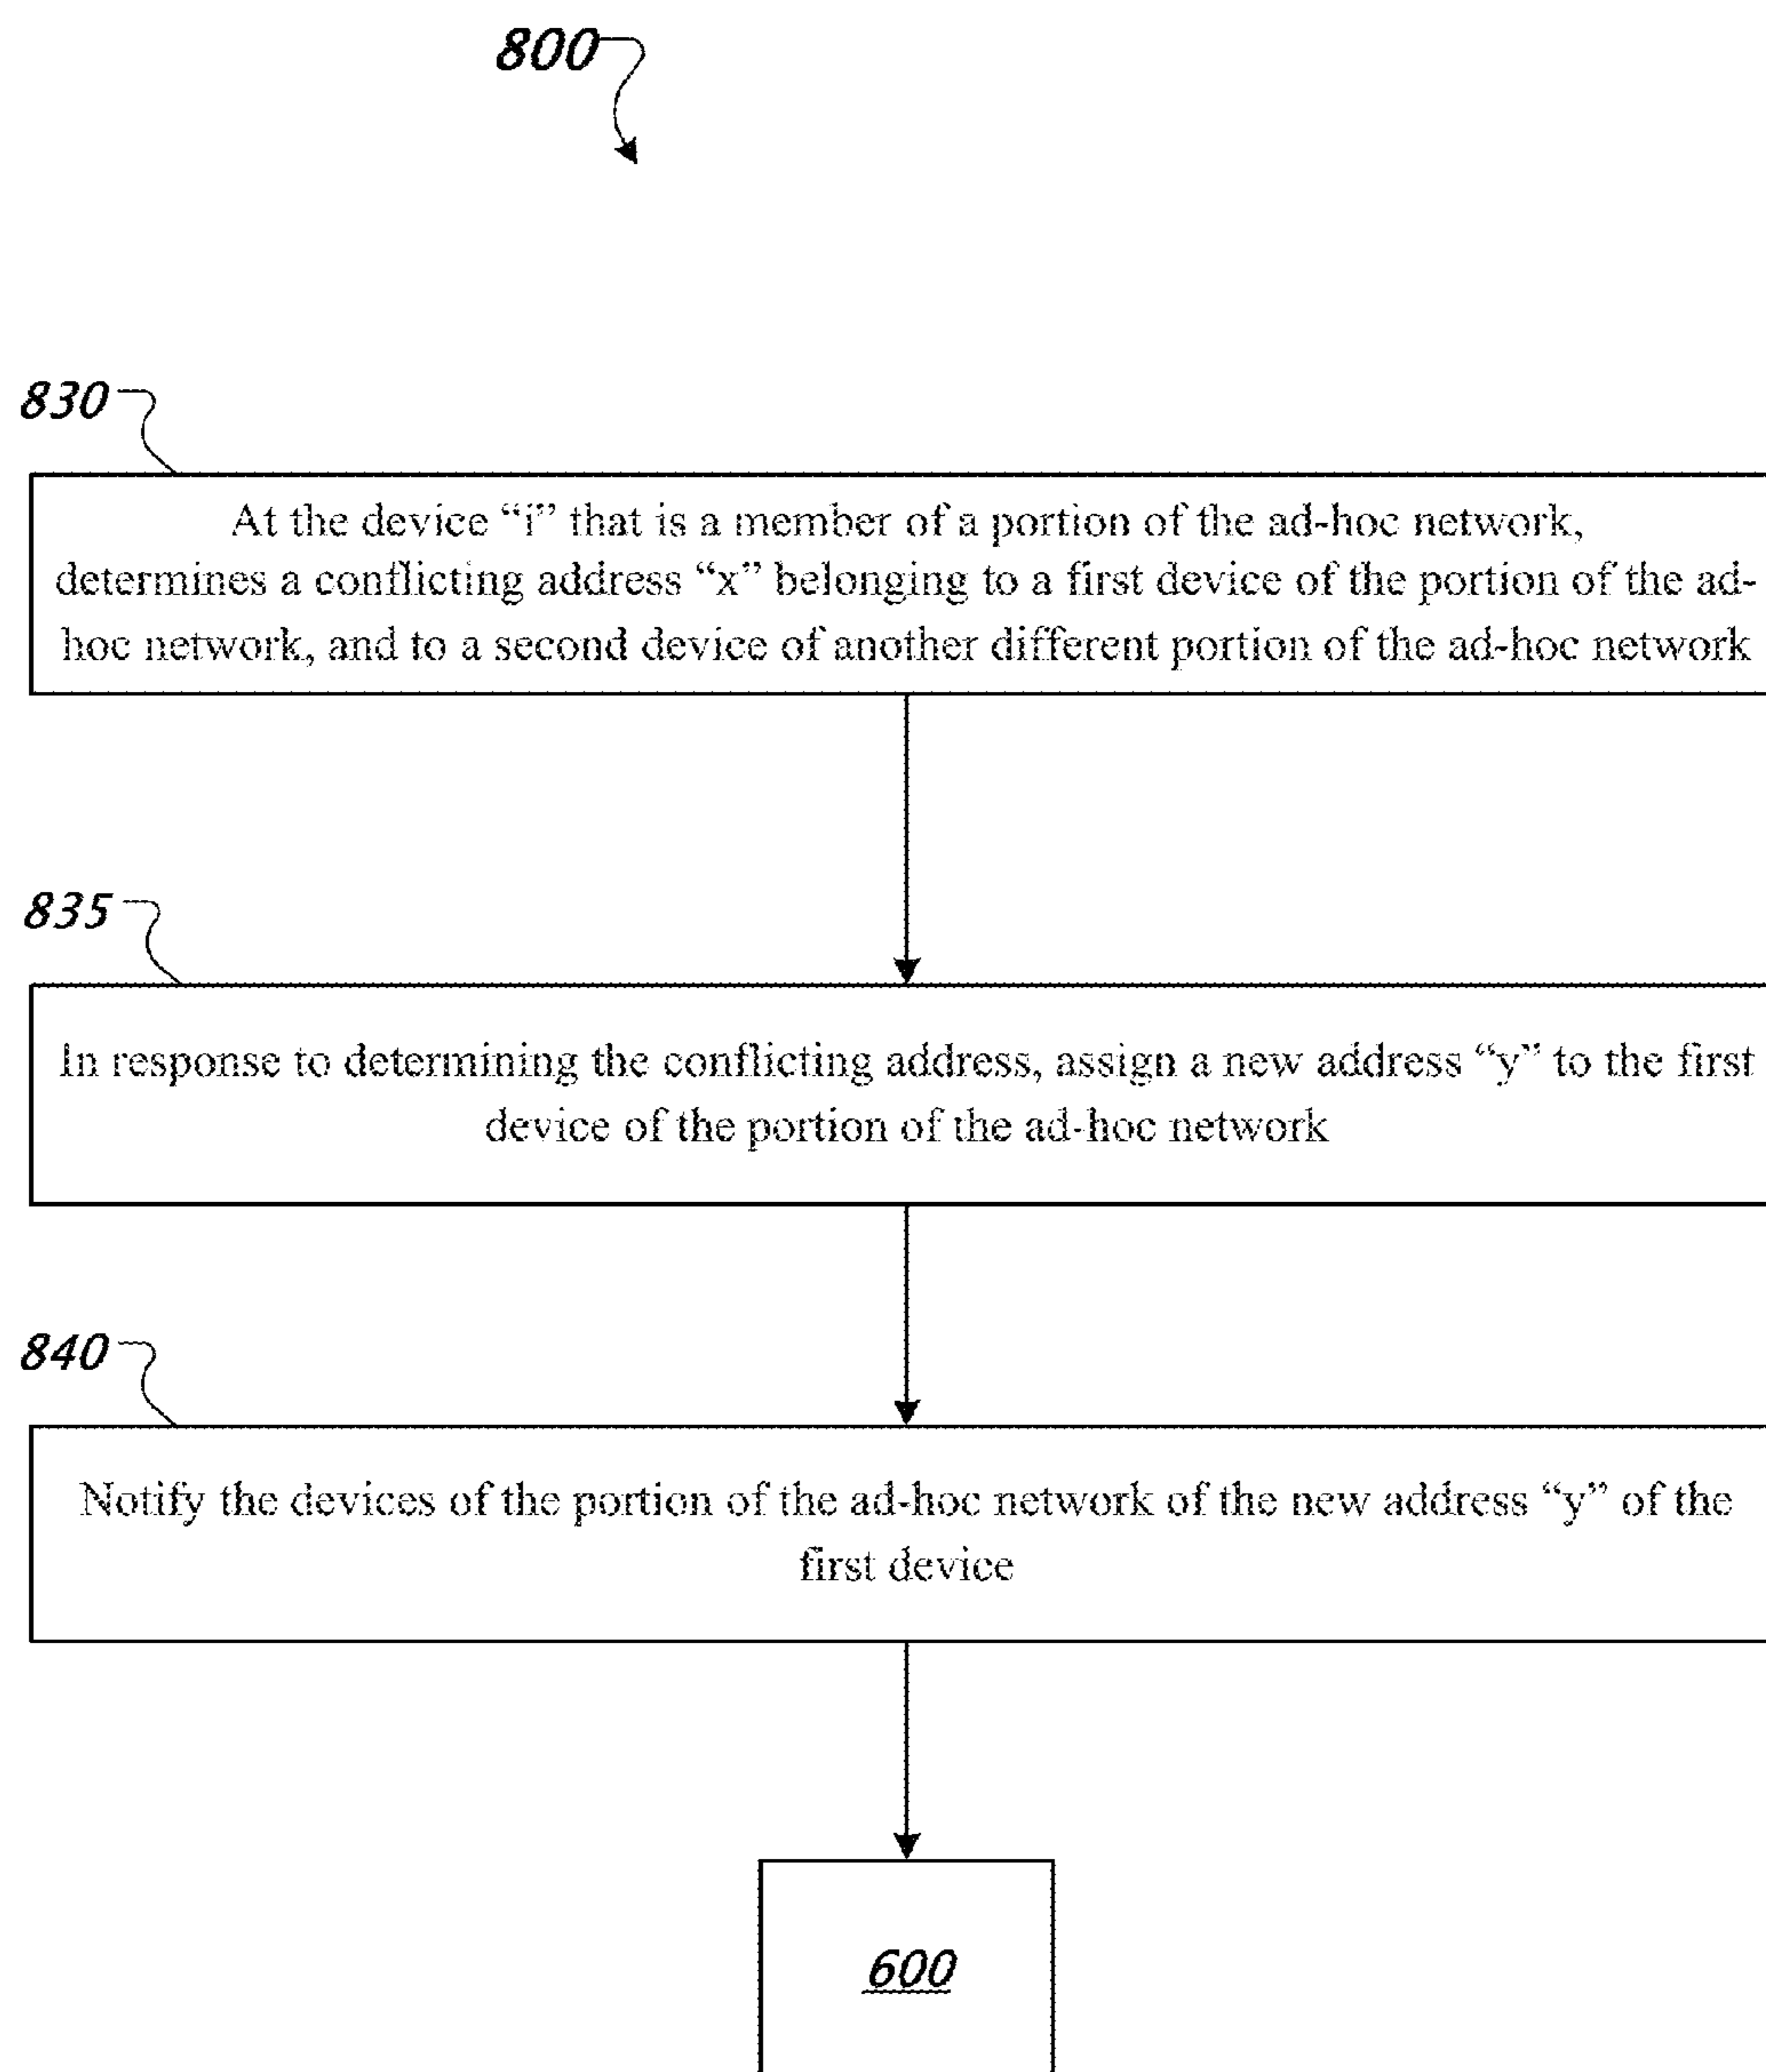 800
830
At the device “i” that is a member of a portion of the ad-hoc network,
determines a conflicting address “x” belonging to a first device of the portion of the ad-
hoc network, and to a second device of another different portion of the ad-hoc network
835
In response to determining the conflicting address, assign a new address “y” to the first
device of the portion of the ad-hoc network
840
Notify the devices of the portion of the ad-hoc network of the new address “y” of the
first device
600